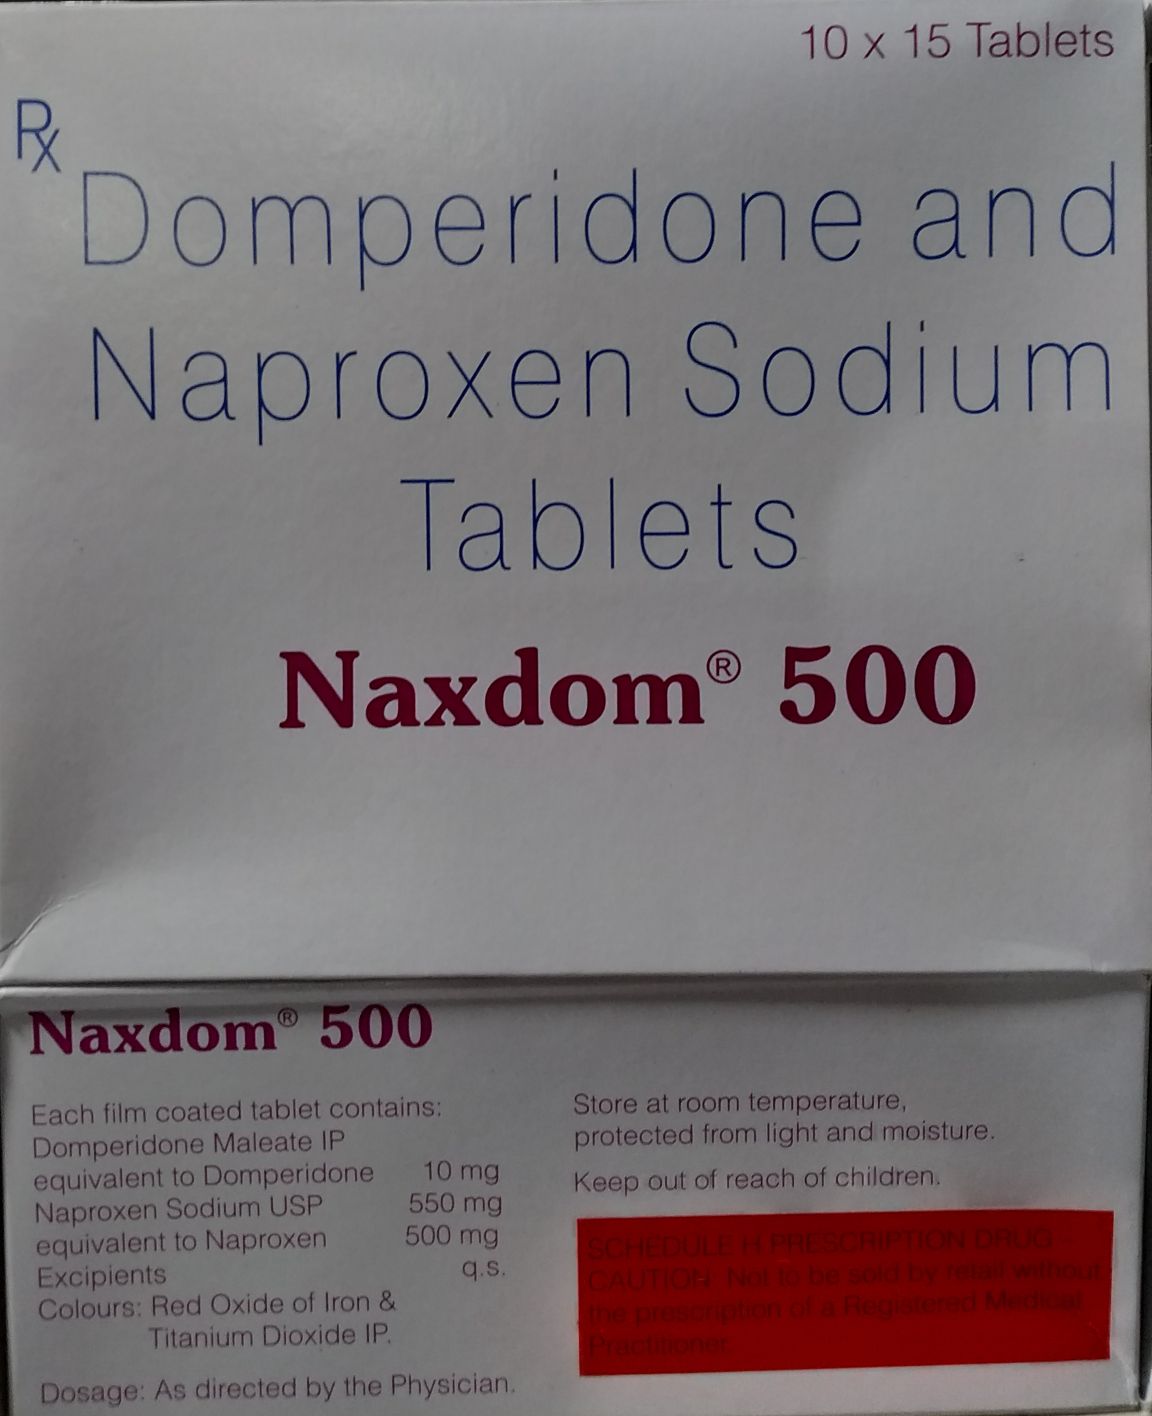 10 x 15 Tablets
Rx
Domperidone and
Naproxen Sodium
Tablets
Naxdom® 500
Naxdom® 500
Each film coated tablet contains:
Domperidone Maleate IP
equivalent to Domperidone 10 mg
Naproxen Sodium USP 550 mg
equivalent to Naproxen 500 mg
Excipients q.s.
Colours: Red Oxide of Iron &
Titanium Dioxide IP.
Dosage: As directed by the Physician.
Store at room temperature,
protected from light and moisture.
Keep out of reach of children.
SCHEDULE H PRESCRIPTION DRUG
CAUTION: Not to be sold by retail without
the prescription of a Registered Medical
Practitioner.